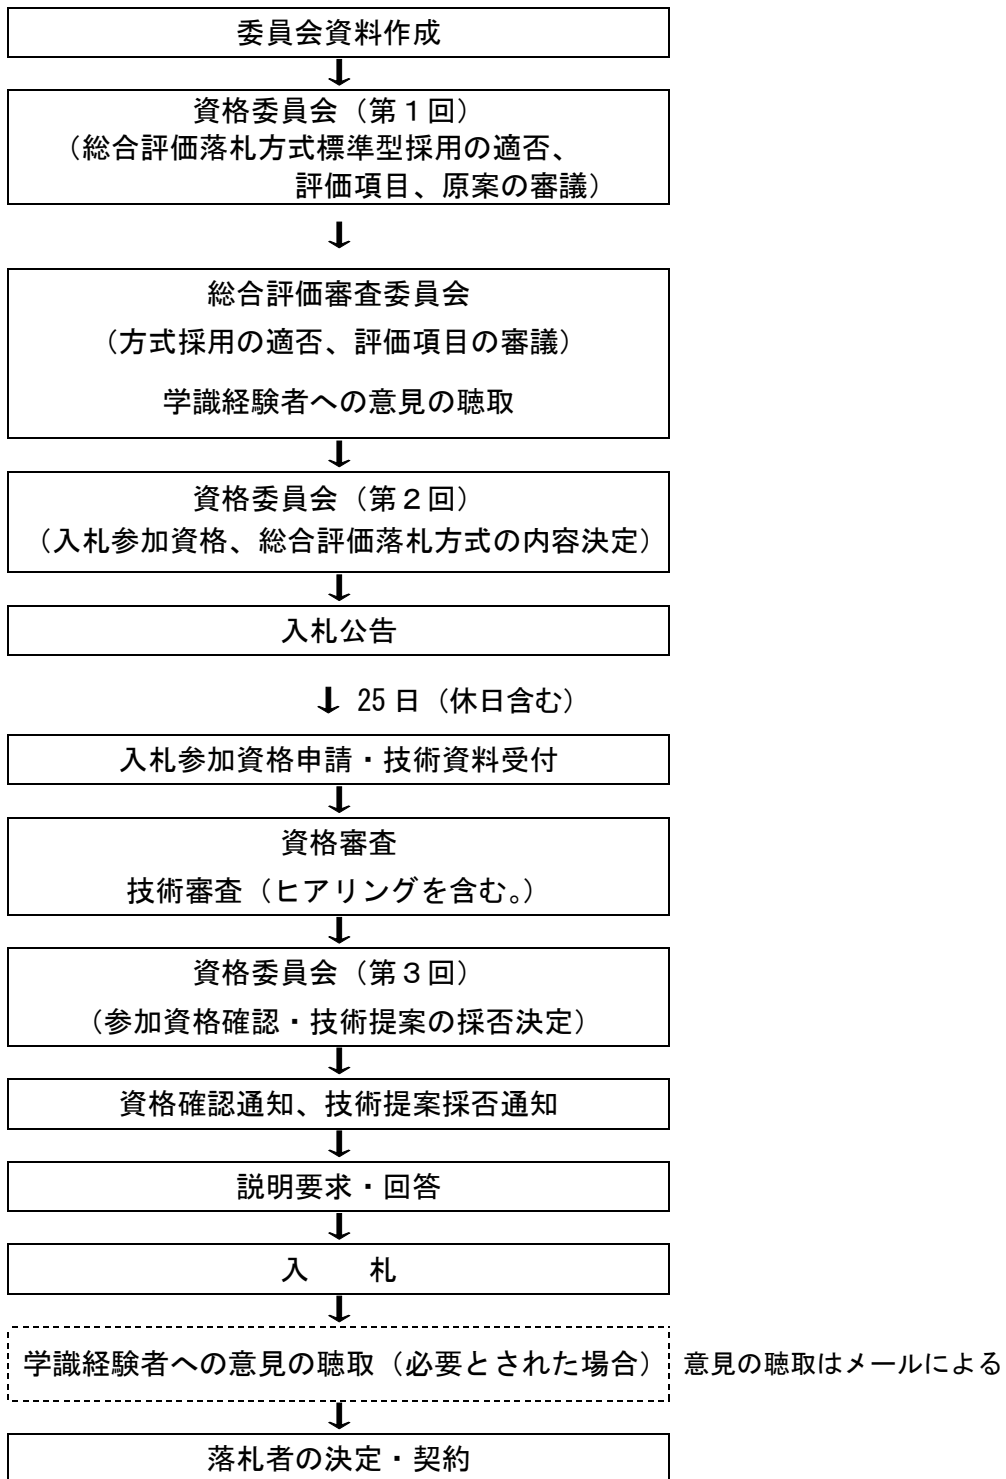 委員会資料作成
↓
資格委員会（第１回）
（総合評価落札方式標準型採用の適否、
評価項目、原案の審議）
↓
総合評価審査委員会
（方式採用の適否、評価項目の審議）
学識経験者への意見の聴取
↓
資格委員会（第２回）
（入札参加資格、総合評価落札方式の内容決定）
↓
入札公告
↓ 25 日（休日含む）
入札参加資格申請・技術資料受付
↓
資格審査
技術審査（ヒアリングを含む。）
↓
資格委員会（第３回）
（参加資格確認・技術提案の採否決定）
↓
資格確認通知、技術提案採否通知
↓
説明要求・回答
↓
入　　札
↓
学識経験者への意見の聴取（必要とされた場合） 意見の聴取はメールによる
↓
落札者の決定・契約